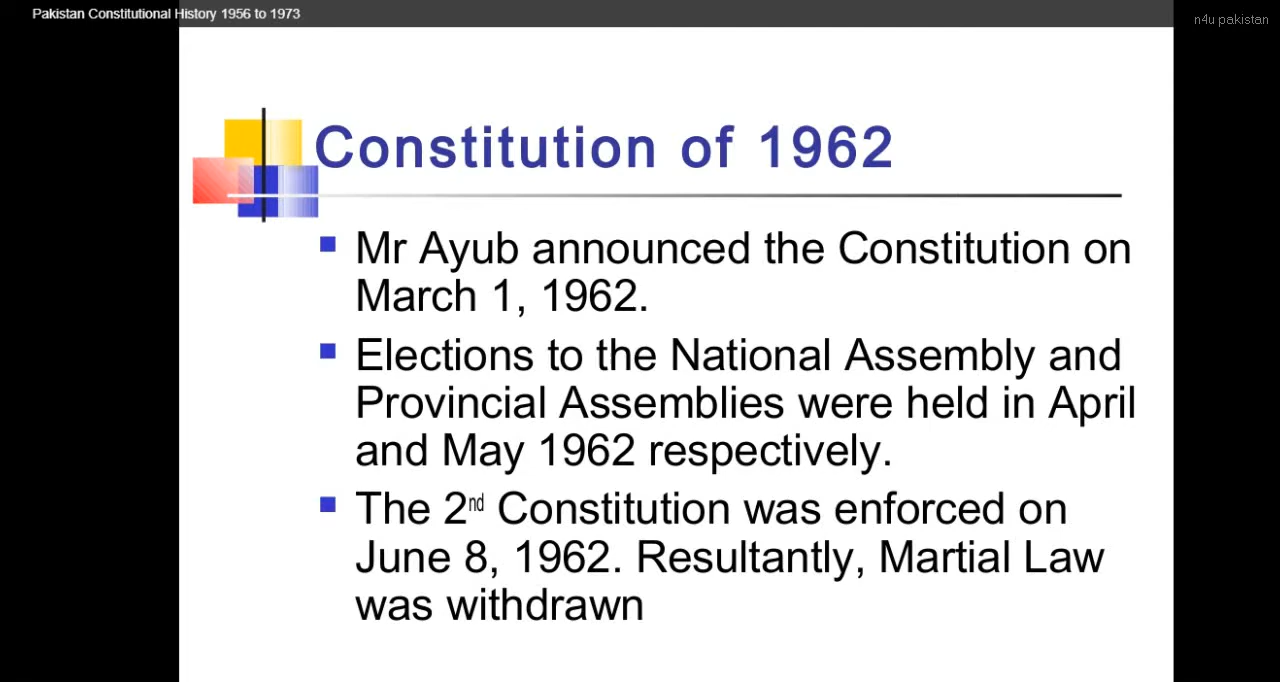 Pakistan Constitutional History 1956 to 1973
n4u pakistan
Constitution of 1962
Mr Ayub announced the Constitution on
March 1, 1962.
Elections to the National Assembly and
Provincial Assemblies were held in April
and May 1962 respectively.
The 2nd Constitution was enforced on
June 8, 1962. Resultantly, Martial Law
was withdrawn